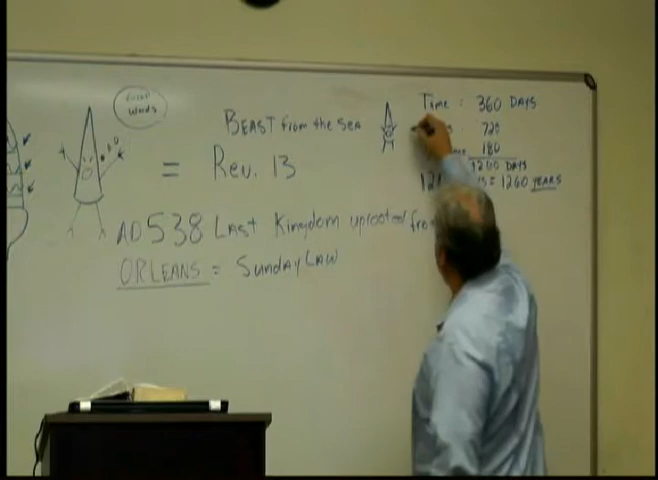 Words
BEAST from the sea
= Rev. 13
AD 538 Last Kingdom uprooted
ORLEANS = Sunday Law
Time : 360 DAYS
720
180
1260 DAYS
= 1260 YEARS